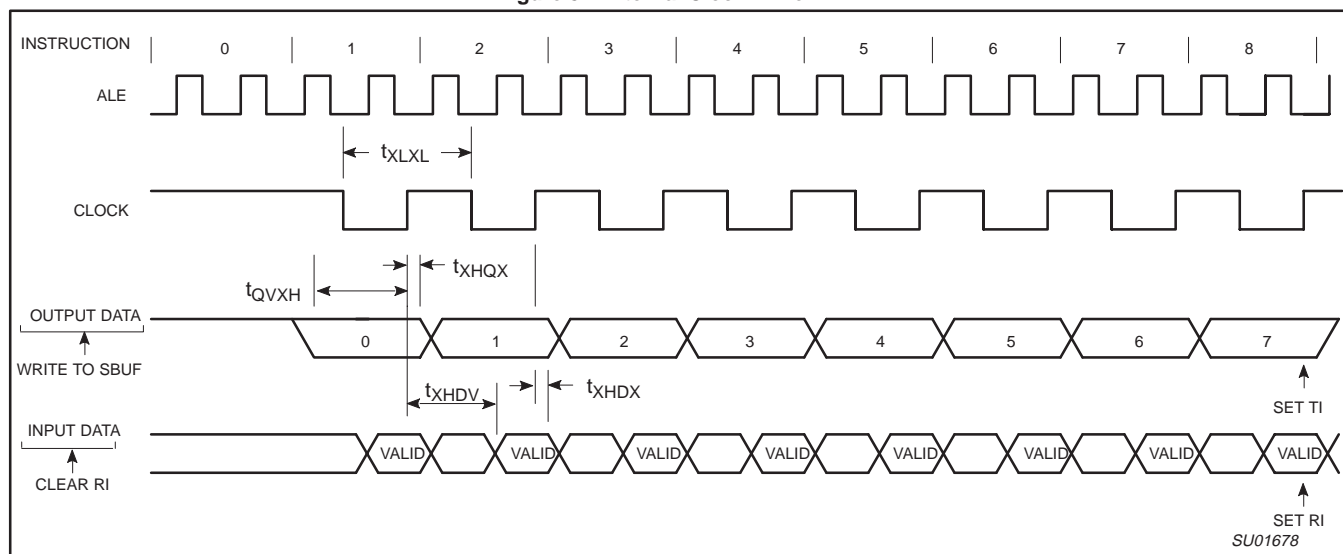 INSTRUCTION 0 1 2 3 4 5 6 7 8
ALE
tXLXL
CLOCK
tXHQX
tQVXH
OUTPUT DATA
0 1 2 3 4 5 6 7
WRITE TO SBUF
tXHDV
tXHDX
SET TI
INPUT DATA
VALID VALID VALID VALID VALID VALID VALID VALID
CLEAR RI
SET RI
SU01678